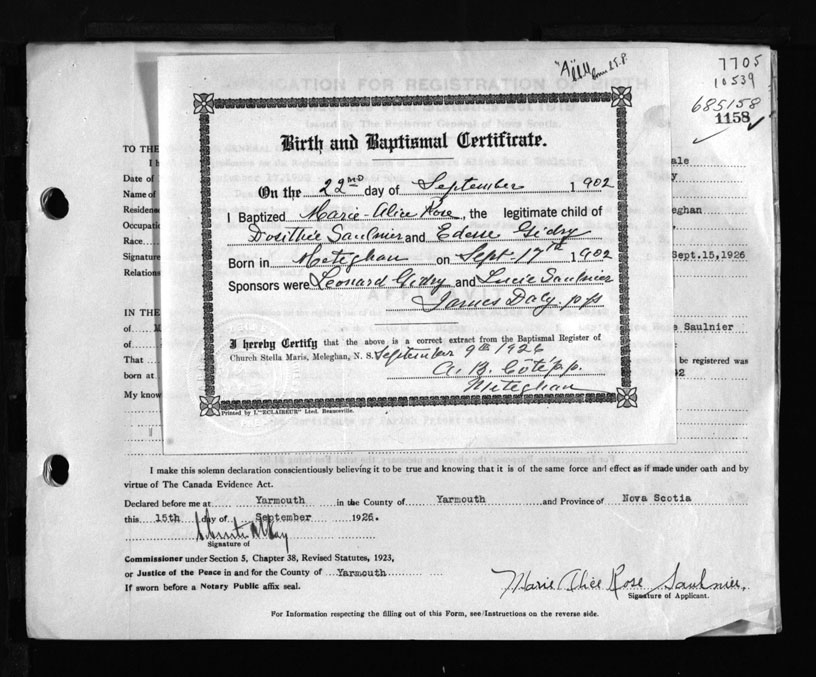 7705
10539
685158
1158
Birth and Baptismal Certificate.
On the 22ND day of September 1902
I Baptized Marie-Alice Rose, the legitimate child of
Dosithée Saulnier and Edesse Gidry
Born in Meteghan on Sept. 17th 1902
Sponsors were Leonard Gidry and Lucie Saulnier
James Daly. p.p.
I hereby Certify that the above is a correct extract from the Baptismal Register of
Church Stella Maris, Meleghan, N. S. September 9th 1926
A. B. Côté p.p.
Meteghan
Printed by L'"ECLAIREUR" Lted. Beauceville.
TO THE
Date of
Name of
Residence
Occupation
Race
Signature Sept.15,1926
Relations
IN THE
of Saulnier
of
That be registered was
born at
My know
I make this solemn declaration conscientiously believing it to be true and knowing that it is of the same force and effect as if made under oath and by
virtue of The Canada Evidence Act.
Declared before me at Yarmouth in the County of Yarmouth and Province of Nova Scotia
this 15th day of September 1926.
Signature of
Commissioner under Section 5, Chapter 38, Revised Statutes, 1923,
or Justice of the Peace in and for the County of Yarmouth
If sworn before a Notary Public affix seal.
Marie Alice Rose Saulnier.
Signature of Applicant.
For Information respecting the filling out of this Form, see Instructions on the reverse side.